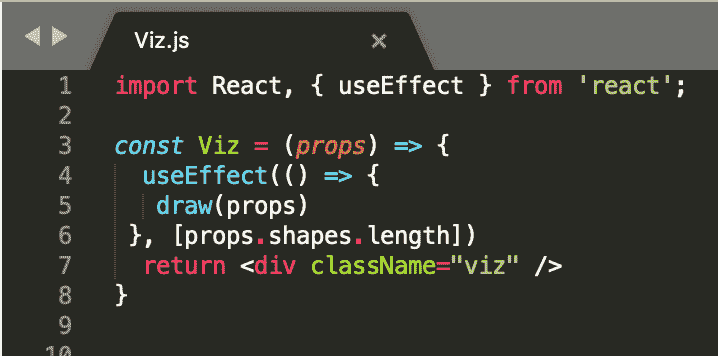 Viz.js ×
1 import React, { useEffect } from 'react';
2
3 const Viz = (props) => {
4 useEffect(() => {
5 draw(props)
6 }, [props.shapes.length])
7 return <div className="viz" />
8 }
9
10